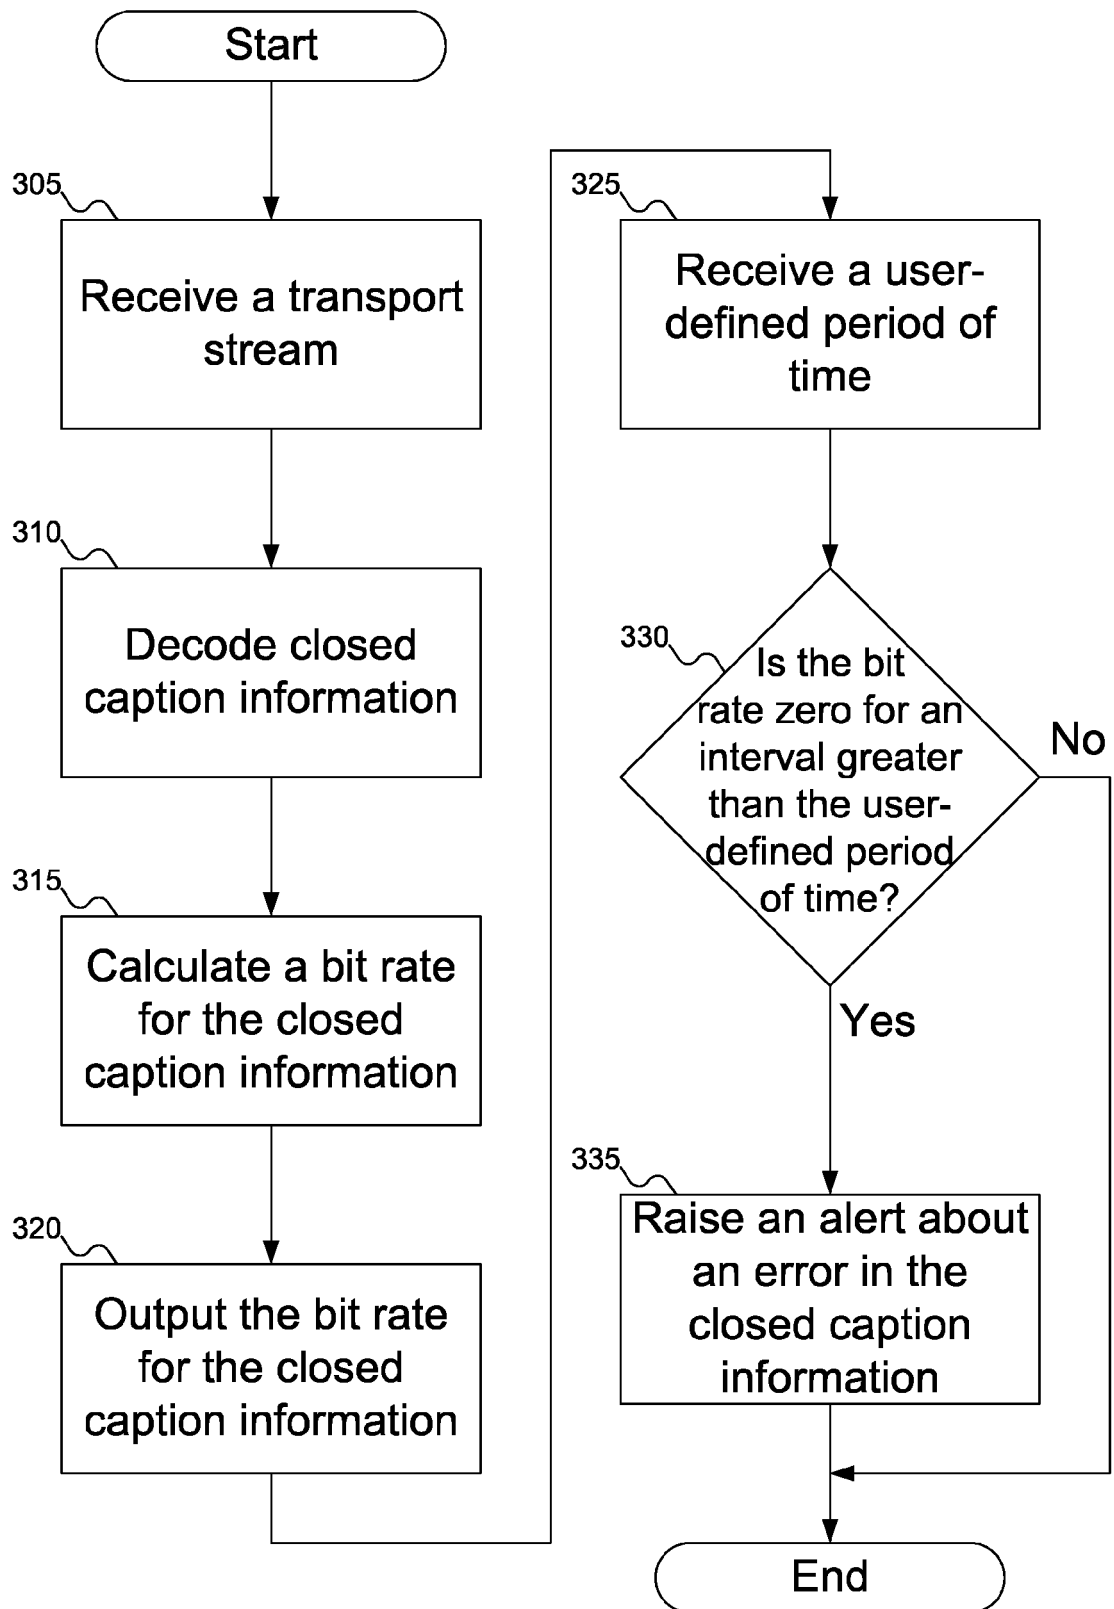 Start
305
Receive a transport
stream
310
Decode closed
caption information
315
Calculate a bit rate
for the closed
caption information
320
Output the bit rate
for the closed
caption information
325
Receive a user-
defined period of
time
330
Is the bit
rate zero for an
interval greater
than the user-
defined period
of time?
No
Yes
335
Raise an alert about
an error in the
closed caption
information
End